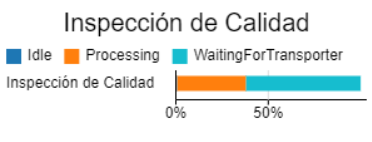 Inspección de Calidad
Idle Processing WaitingForTransporter
Inspección de Calidad
0% 50%